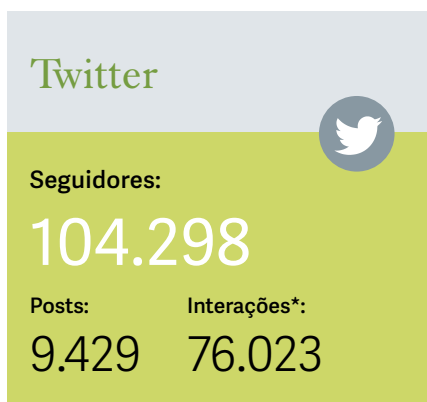 Twitter
Seguidores:
104.298
Posts: Interações*:
9.429 76.023